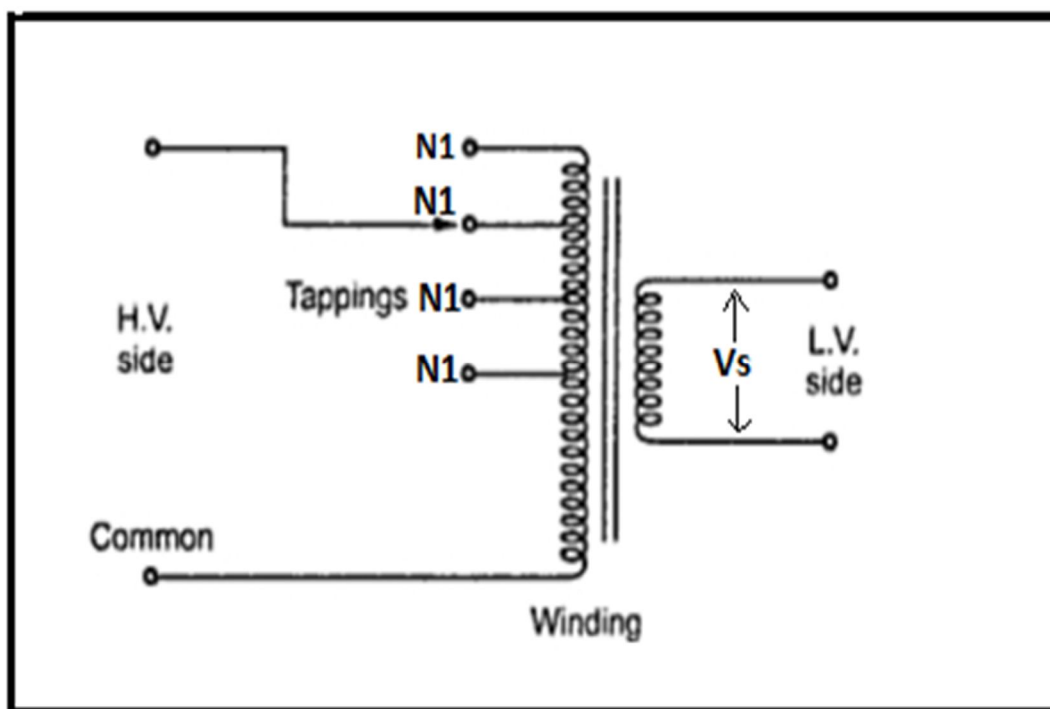 N1
N1
Tappings N1
H.V.
side
N1
Vs
L.V.
side
Common
Winding